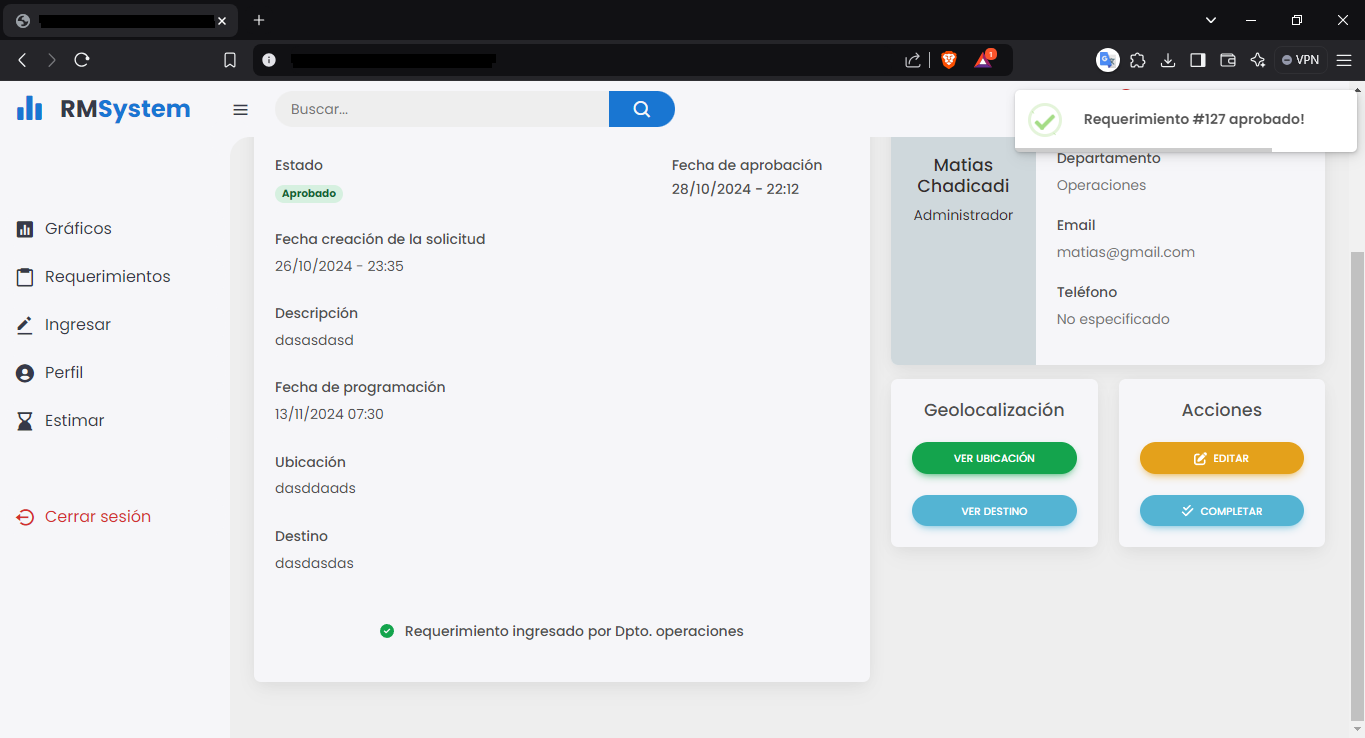 1
VPN
RMSystem
Buscar...
Requerimiento #127 aprobado!
Gráficos
Requerimientos
Ingresar
Perfil
Estimar
Cerrar sesión
Estado
Aprobado
Fecha de aprobación
28/10/2024 - 22:12
Fecha creación de la solicitud
26/10/2024 - 23:35
Descripción
dasasdasd
Fecha de programación
13/11/2024 07:30
Ubicación
dasddaads
Destino
dasdasdas
Requerimiento ingresado por Dpto. operaciones
Matias
Chadicadi
Administrador
Departamento
Operaciones
Email
matias@gmail.com
Teléfono
No especificado
Geolocalización
VER UBICACIÓN
VER DESTINO
Acciones
EDITAR
COMPLETAR